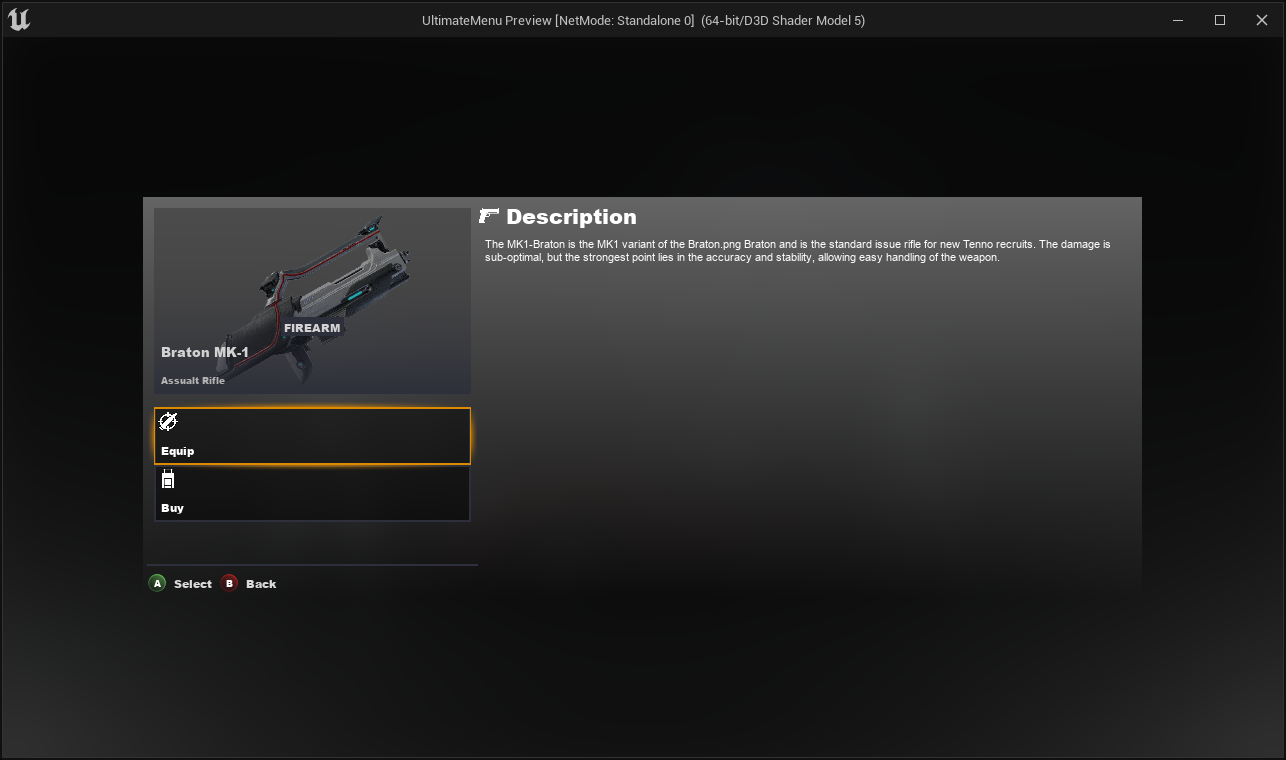 UltimateMenu Preview [NetMode: Standalone 0]  (64-bit/D3D Shader Model 5)
FIREARM
Braton MK-1
Assualt Rifle
Equip
Buy
A Select B Back
Description
The MK1-Braton is the MK1 variant of the Braton.png Braton and is the standard issue rifle for new Tenno recruits. The damage is
sub-optimal, but the strongest point lies in the accuracy and stability, allowing easy handling of the weapon.